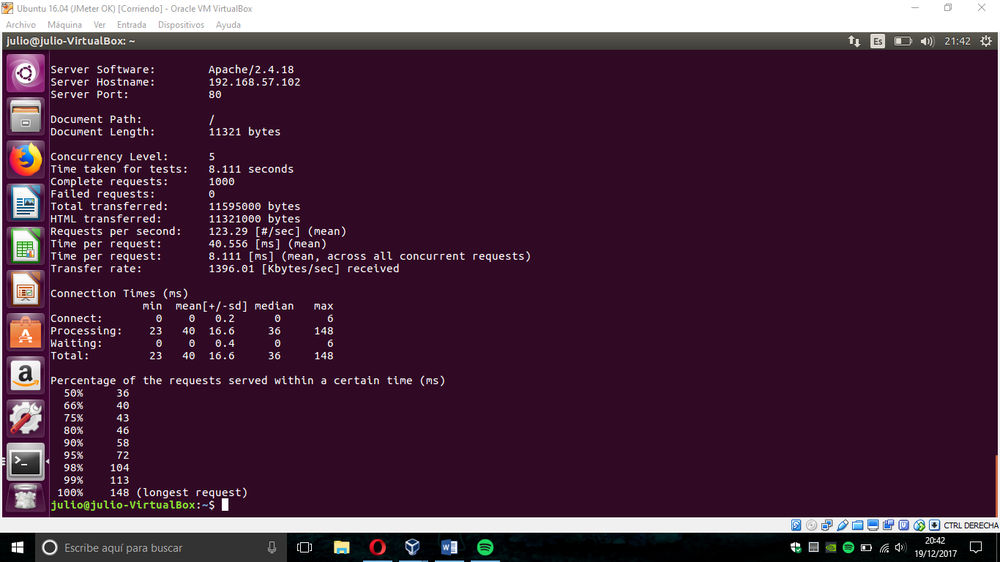 Ubuntu 16.04 (JMeter OK) [Corriendo] - Oracle VM VirtualBox
Archivo Máquina Ver Entrada Dispositivos Ayuda
julio@julio-VirtualBox: ~ Es 21:42
Server Software: Apache/2.4.18
Server Hostname: 192.168.57.102
Server Port: 80
Document Path: /
Document Length: 11321 bytes
Concurrency Level: 5
Time taken for tests: 8.111 seconds
Complete requests: 1000
Failed requests: 0
Total transferred: 11595000 bytes
HTML transferred: 11321000 bytes
Requests per second: 123.29 [#/sec] (mean)
Time per request: 40.556 [ms] (mean)
Time per request: 8.111 [ms] (mean, across all concurrent requests)
Transfer rate: 1396.01 [Kbytes/sec] received
Connection Times (ms)
min mean[+/-sd] median max
Connect: 0 0 0.2 0 6
Processing: 23 40 16.6 36 148
Waiting: 0 0 0.4 0 6
Total: 23 40 16.6 36 148
Percentage of the requests served within a certain time (ms)
50% 36
66% 40
75% 43
80% 46
90% 58
95% 72
98% 104
99% 113
100% 148 (longest request)
julio@julio-VirtualBox:~$
CTRL DERECHA
Escribe aquí para buscar
20:42
19/12/2017